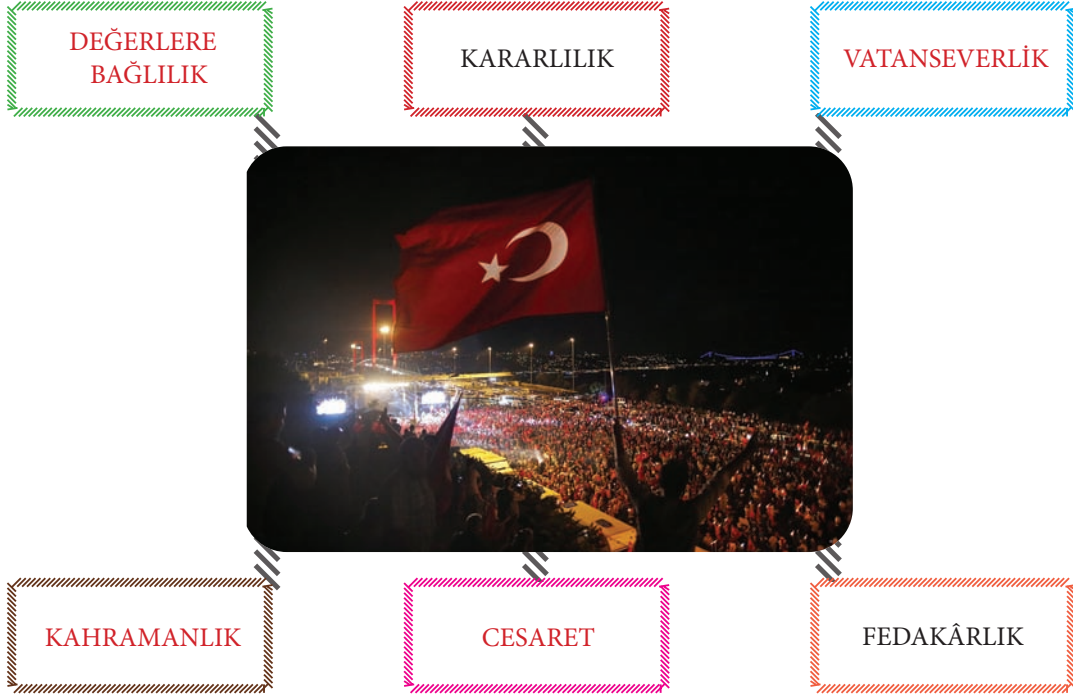 DEĞERLERE
BAĞLILIK
KARARLILIK
VATANSEVERLİK
KAHRAMANLIK
CESARET
FEDAKÂRLIK